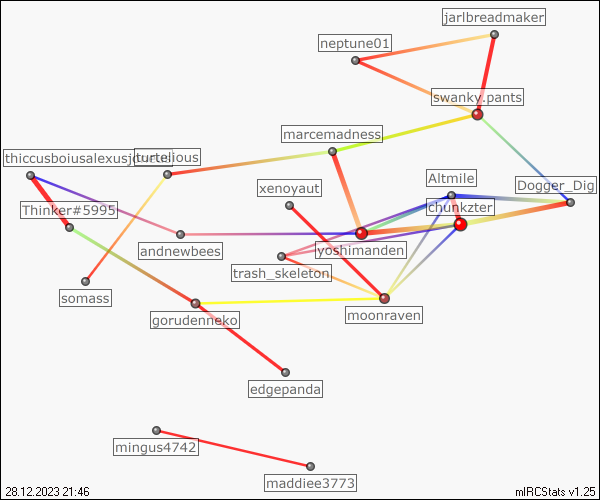 jarlbreadmaker
neptune01
swanky.pants
marcemadness
thiccusboiusalexusj
turtelious
xenoyaut
Altmile
Dogger_Dig
Thinker#5995
chunkzter
andnewbees
yoshimanden
trash_skeleton
somass
gorudenneko
moonraven
edgepanda
mingus4742
maddiee3773
28.12.2023 21:46
mIRCStats v1.25